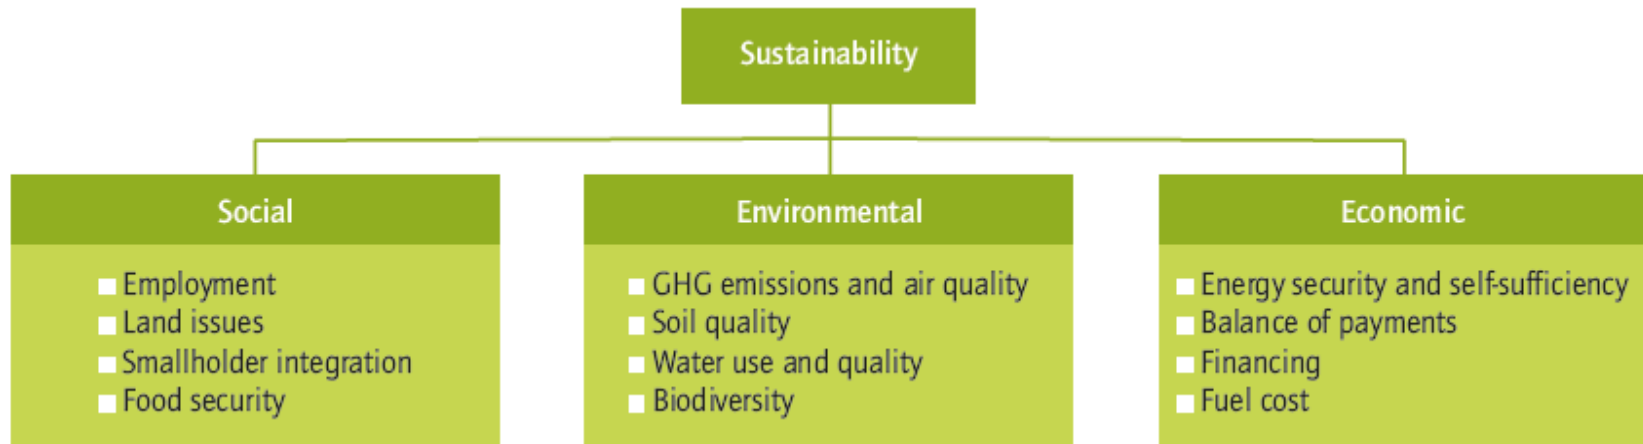 Sustainability
Social
Employment
Land issues
Smallholder integration
Food security
Environmental
GHG emissions and air quality
Soil quality
Water use and quality
Biodiversity
Economic
Energy security and self-sufficiency
Balance of payments
Financing
Fuel cost